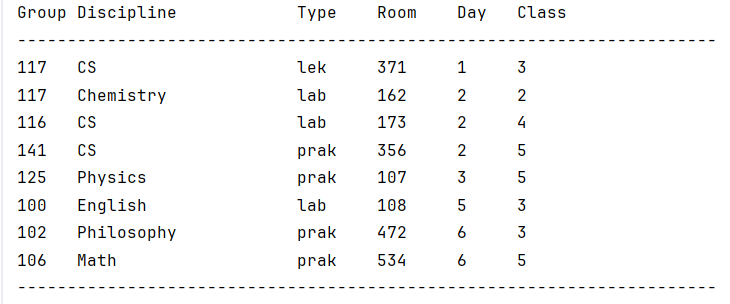 Group Discipline Type Room Day Class
----------------------------------------------------------------------
117 CS lek 371 1 3
117 Chemistry lab 162 2 2
116 CS lab 173 2 4
141 CS prak 356 2 5
125 Physics prak 107 3 5
100 English lab 108 5 3
102 Philosophy prak 472 6 3
106 Math prak 534 6 5
----------------------------------------------------------------------